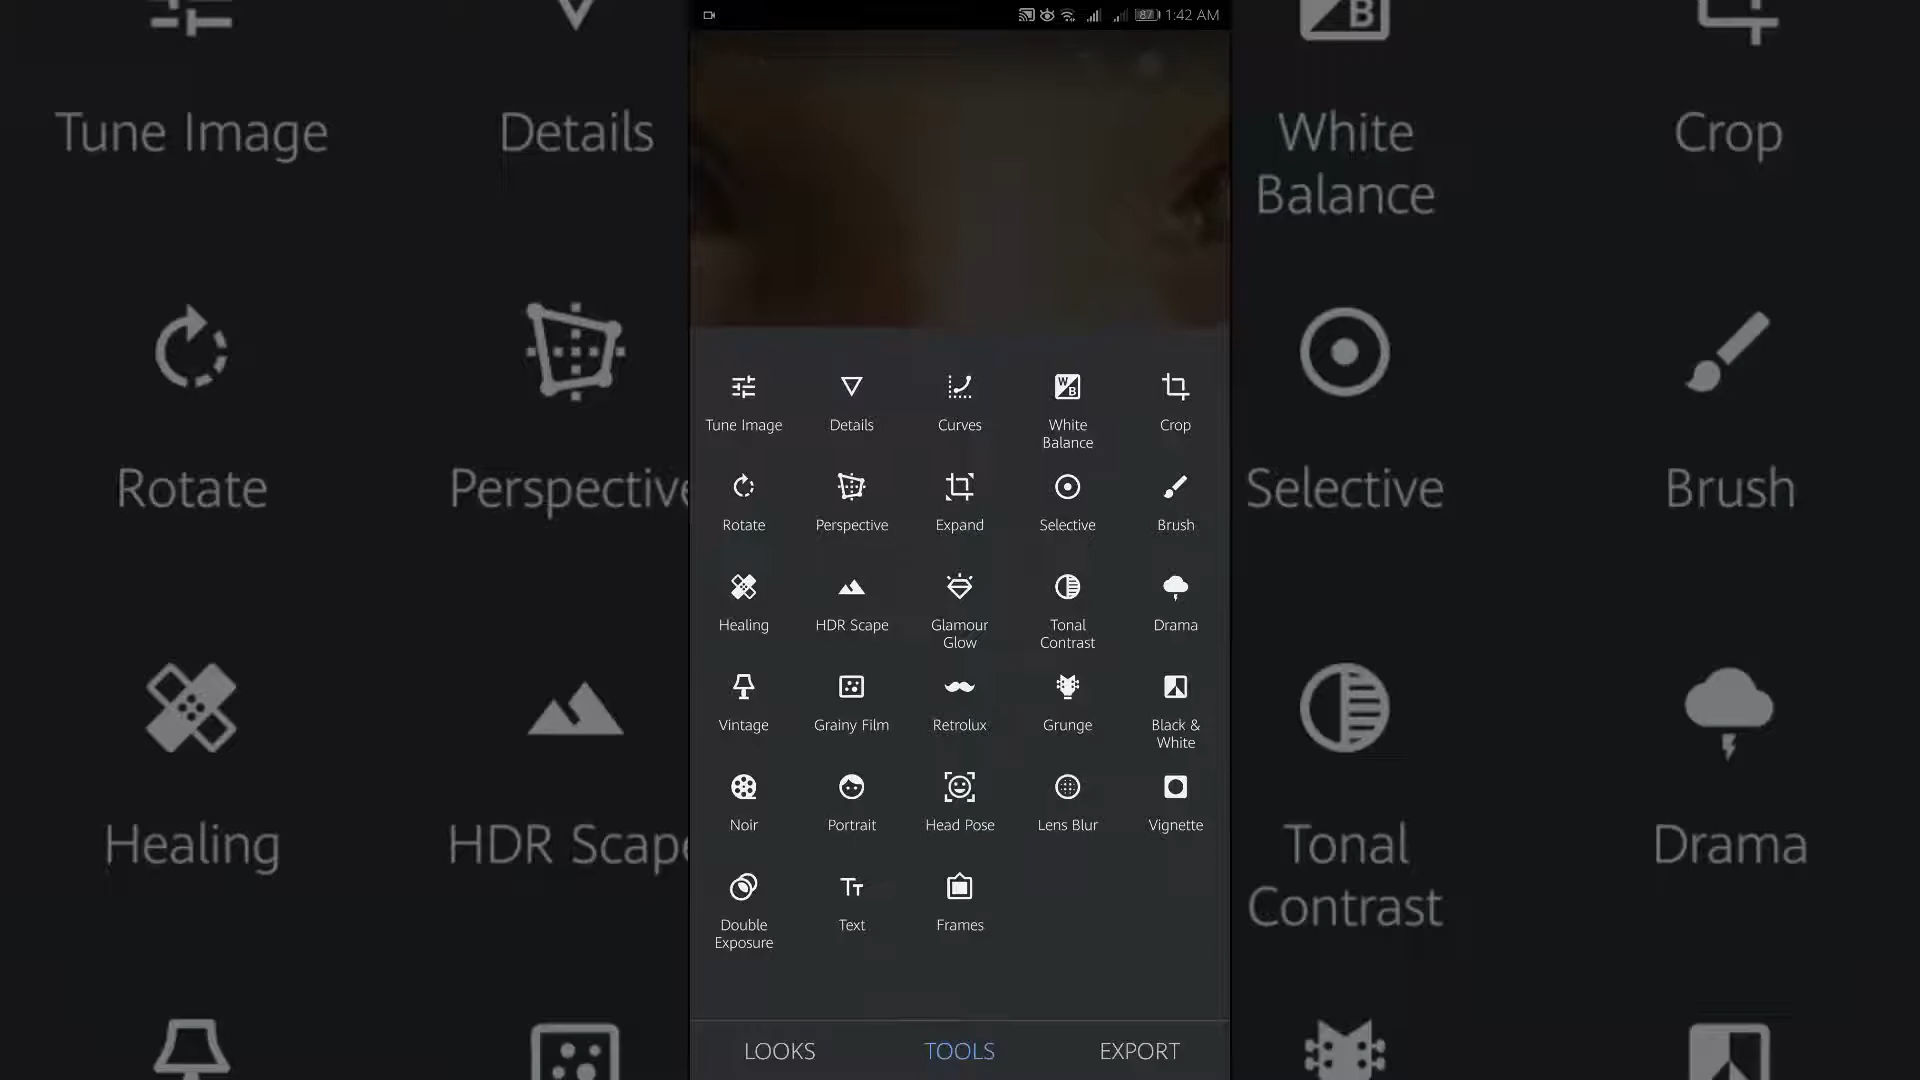 87 1:42 AM
Tune Image Details White Balance Crop
Rotate Perspective Selective Brush
Healing HDR Scape Tonal Contrast Drama
Tune Image Details Curves White Balance Crop
Rotate Perspective Expand Selective Brush
Healing HDR Scape Glamour Glow Tonal Contrast Drama
Vintage Grainy Film Retrolux Grunge Black & White
Noir Portrait Head Pose Lens Blur Vignette
Double Exposure Text Frames
LOOKS TOOLS EXPORT